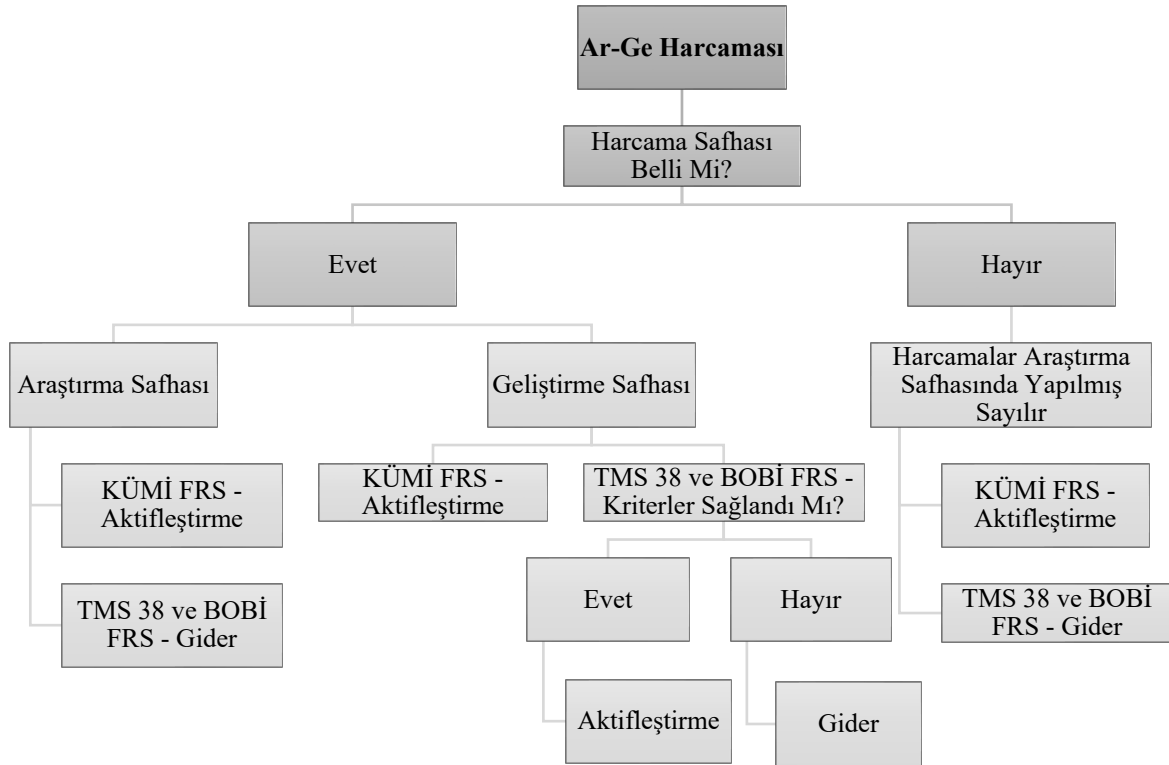 Ar-Ge Harcaması
Harcama Safhası
Belli Mi?
Evet
Hayır
Araştırma Safhası
Geliştirme Safhası
Harcamalar Araştırma
Safhasında Yapılmış
Sayılır
KÜMİ FRS -
Aktifleştirme
TMS 38 ve BOBİ
FRS - Gider
KÜMİ FRS -
Aktifleştirme
TMS 38 ve BOBİ FRS -
Kriterler Sağlandı Mı?
Evet
Hayır
Aktifleştirme
Gider
KÜMİ FRS -
Aktifleştirme
TMS 38 ve BOBİ
FRS - Gider